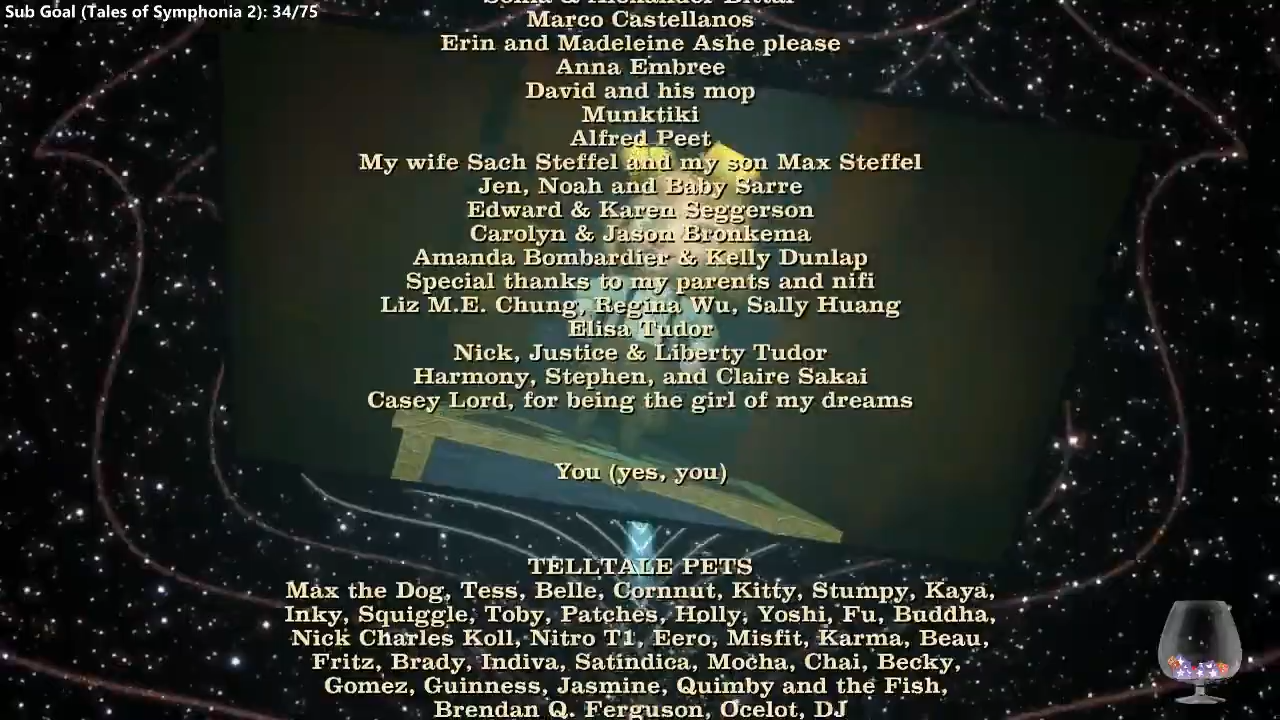 Sub Goal (Tales of Symphonia 2): 34/75
Marco Castellanos
Erin and Madeleine Ashe please
Anna Embree
David and his mop
Munktiki
Alfred Peet
My wife Sach Steffel and my son Max Steffel
Jen, Noah and Baby Sarre
Edward & Karen Seggerson
Carolyn & Jason Bronkema
Amanda Bombardier & Kelly Dunlap
Special thanks to my parents and nifi
Liz M.E. Chung, Regina Wu, Sally Huang
Elisa Tudor
Nick, Justice & Liberty Tudor
Harmony, Stephen, and Claire Sakai
Casey Lord, for being the girl of my dreams
You (yes, you)
TELLTALE PETS
Max the Dog, Tess, Belle, Cornnut, Kitty, Stumpy, Kaya,
Inky, Squiggle, Toby, Patches, Holly, Yoshi, Fu, Buddha,
Nick Charles Koll, Nitro T1, Eero, Misfit, Karma, Beau,
Fritz, Brady, Indiva, Satindica, Mocha, Chai, Becky,
Gomez, Guinness, Jasmine, Quimby and the Fish,
Brendan Q. Ferguson, Ocelot, DJ